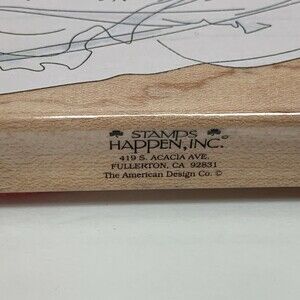 STAMPS
HAPPEN, INC.©
419 S. ACACIA AVE.
FULLERTON, CA 92831
The American Design Co. ©